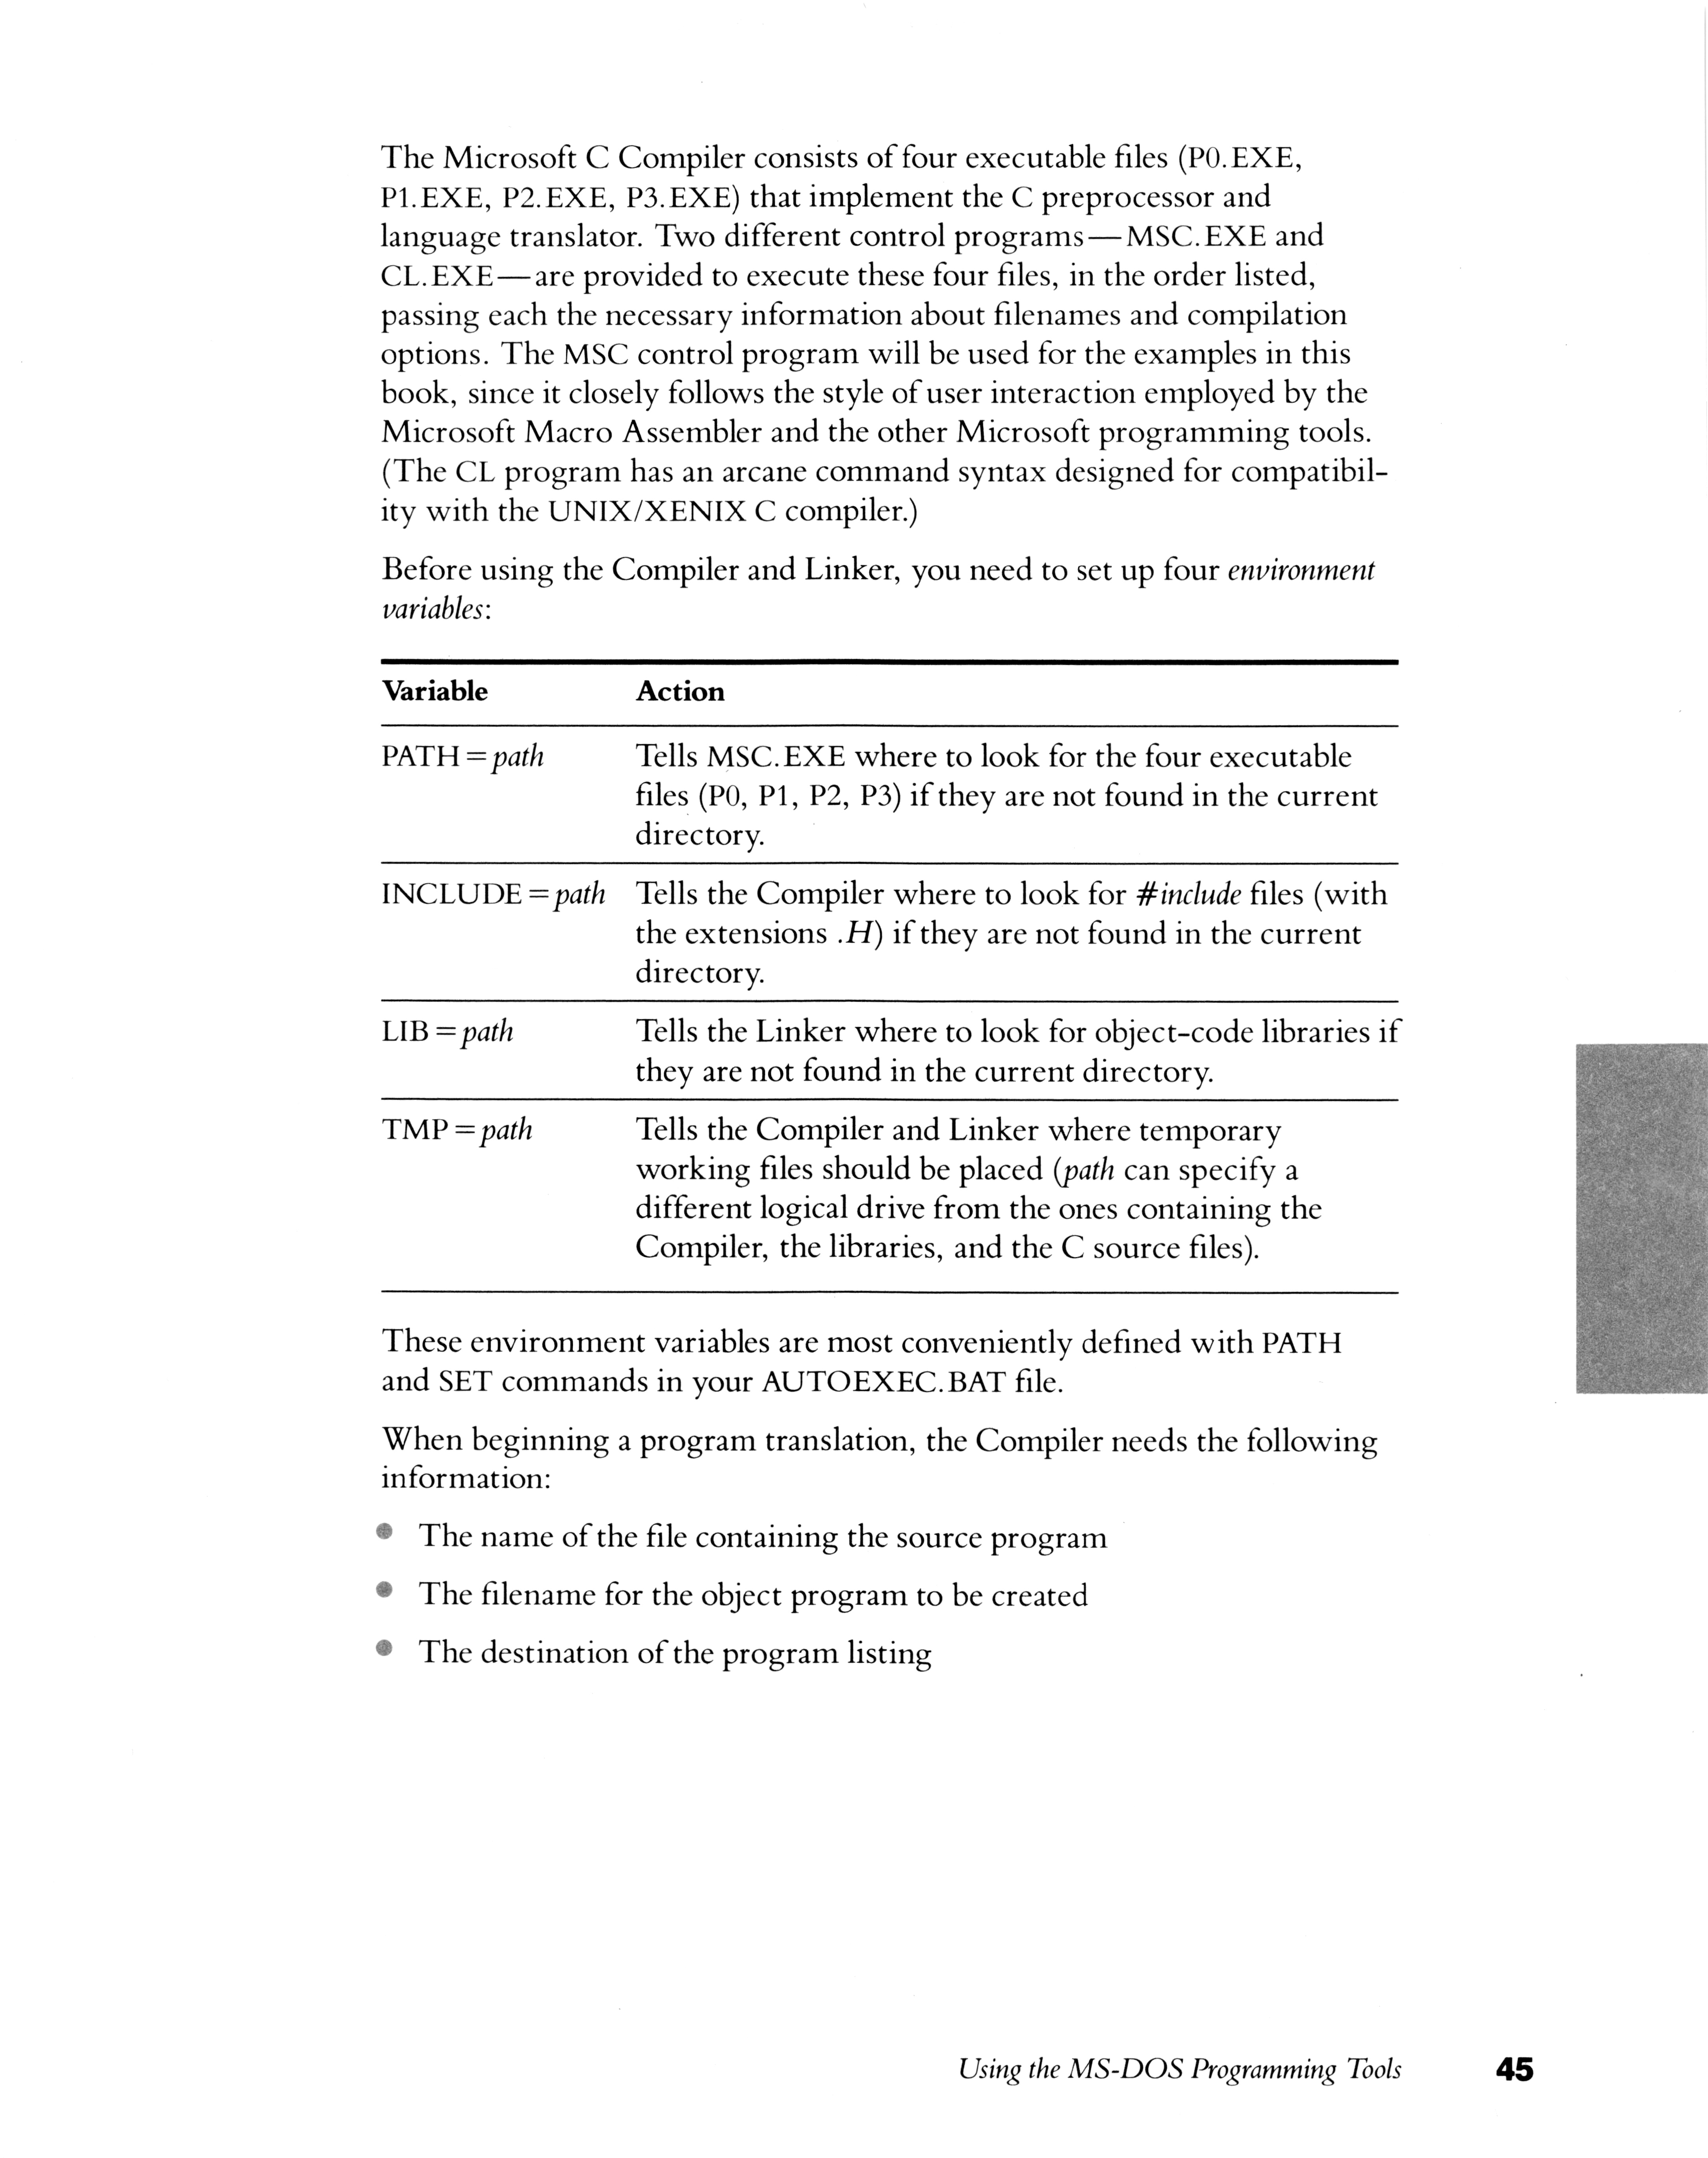 The Microsoft C Compiler consists of four executable files (P0.EXE,
P1.EXE, P2.EXE, P3.EXE) that implement the C preprocessor and
language translator. Two different control programs—MSC.EXE and
CL.EXE—are provided to execute these four files, in the order listed,
passing each the necessary information about filenames and compilation
options. The MSC control program will be used for the examples in this
book, since it closely follows the style of user interaction employed by the
Microsoft Macro Assembler and the other Microsoft programming tools.
(The CL program has an arcane command syntax designed for compatibil-
ity with the UNIX/XENIX C compiler.)
Before using the Compiler and Linker, you need to set up four environment
variables:
Variable Action
PATH=path Tells MSC.EXE where to look for the four executable
files (P0, P1, P2, P3) if they are not found in the current
directory.
INCLUDE=path Tells the Compiler where to look for #include files (with
the extensions .H) if they are not found in the current
directory.
LIB=path Tells the Linker where to look for object-code libraries if
they are not found in the current directory.
TMP=path Tells the Compiler and Linker where temporary
working files should be placed (path can specify a
different logical drive from the ones containing the
Compiler, the libraries, and the C source files).
These environment variables are most conveniently defined with PATH
and SET commands in your AUTOEXEC.BAT file.
When beginning a program translation, the Compiler needs the following
information:
• The name of the file containing the source program
• The filename for the object program to be created
• The destination of the program listing
Using the MS-DOS Programming Tools 45